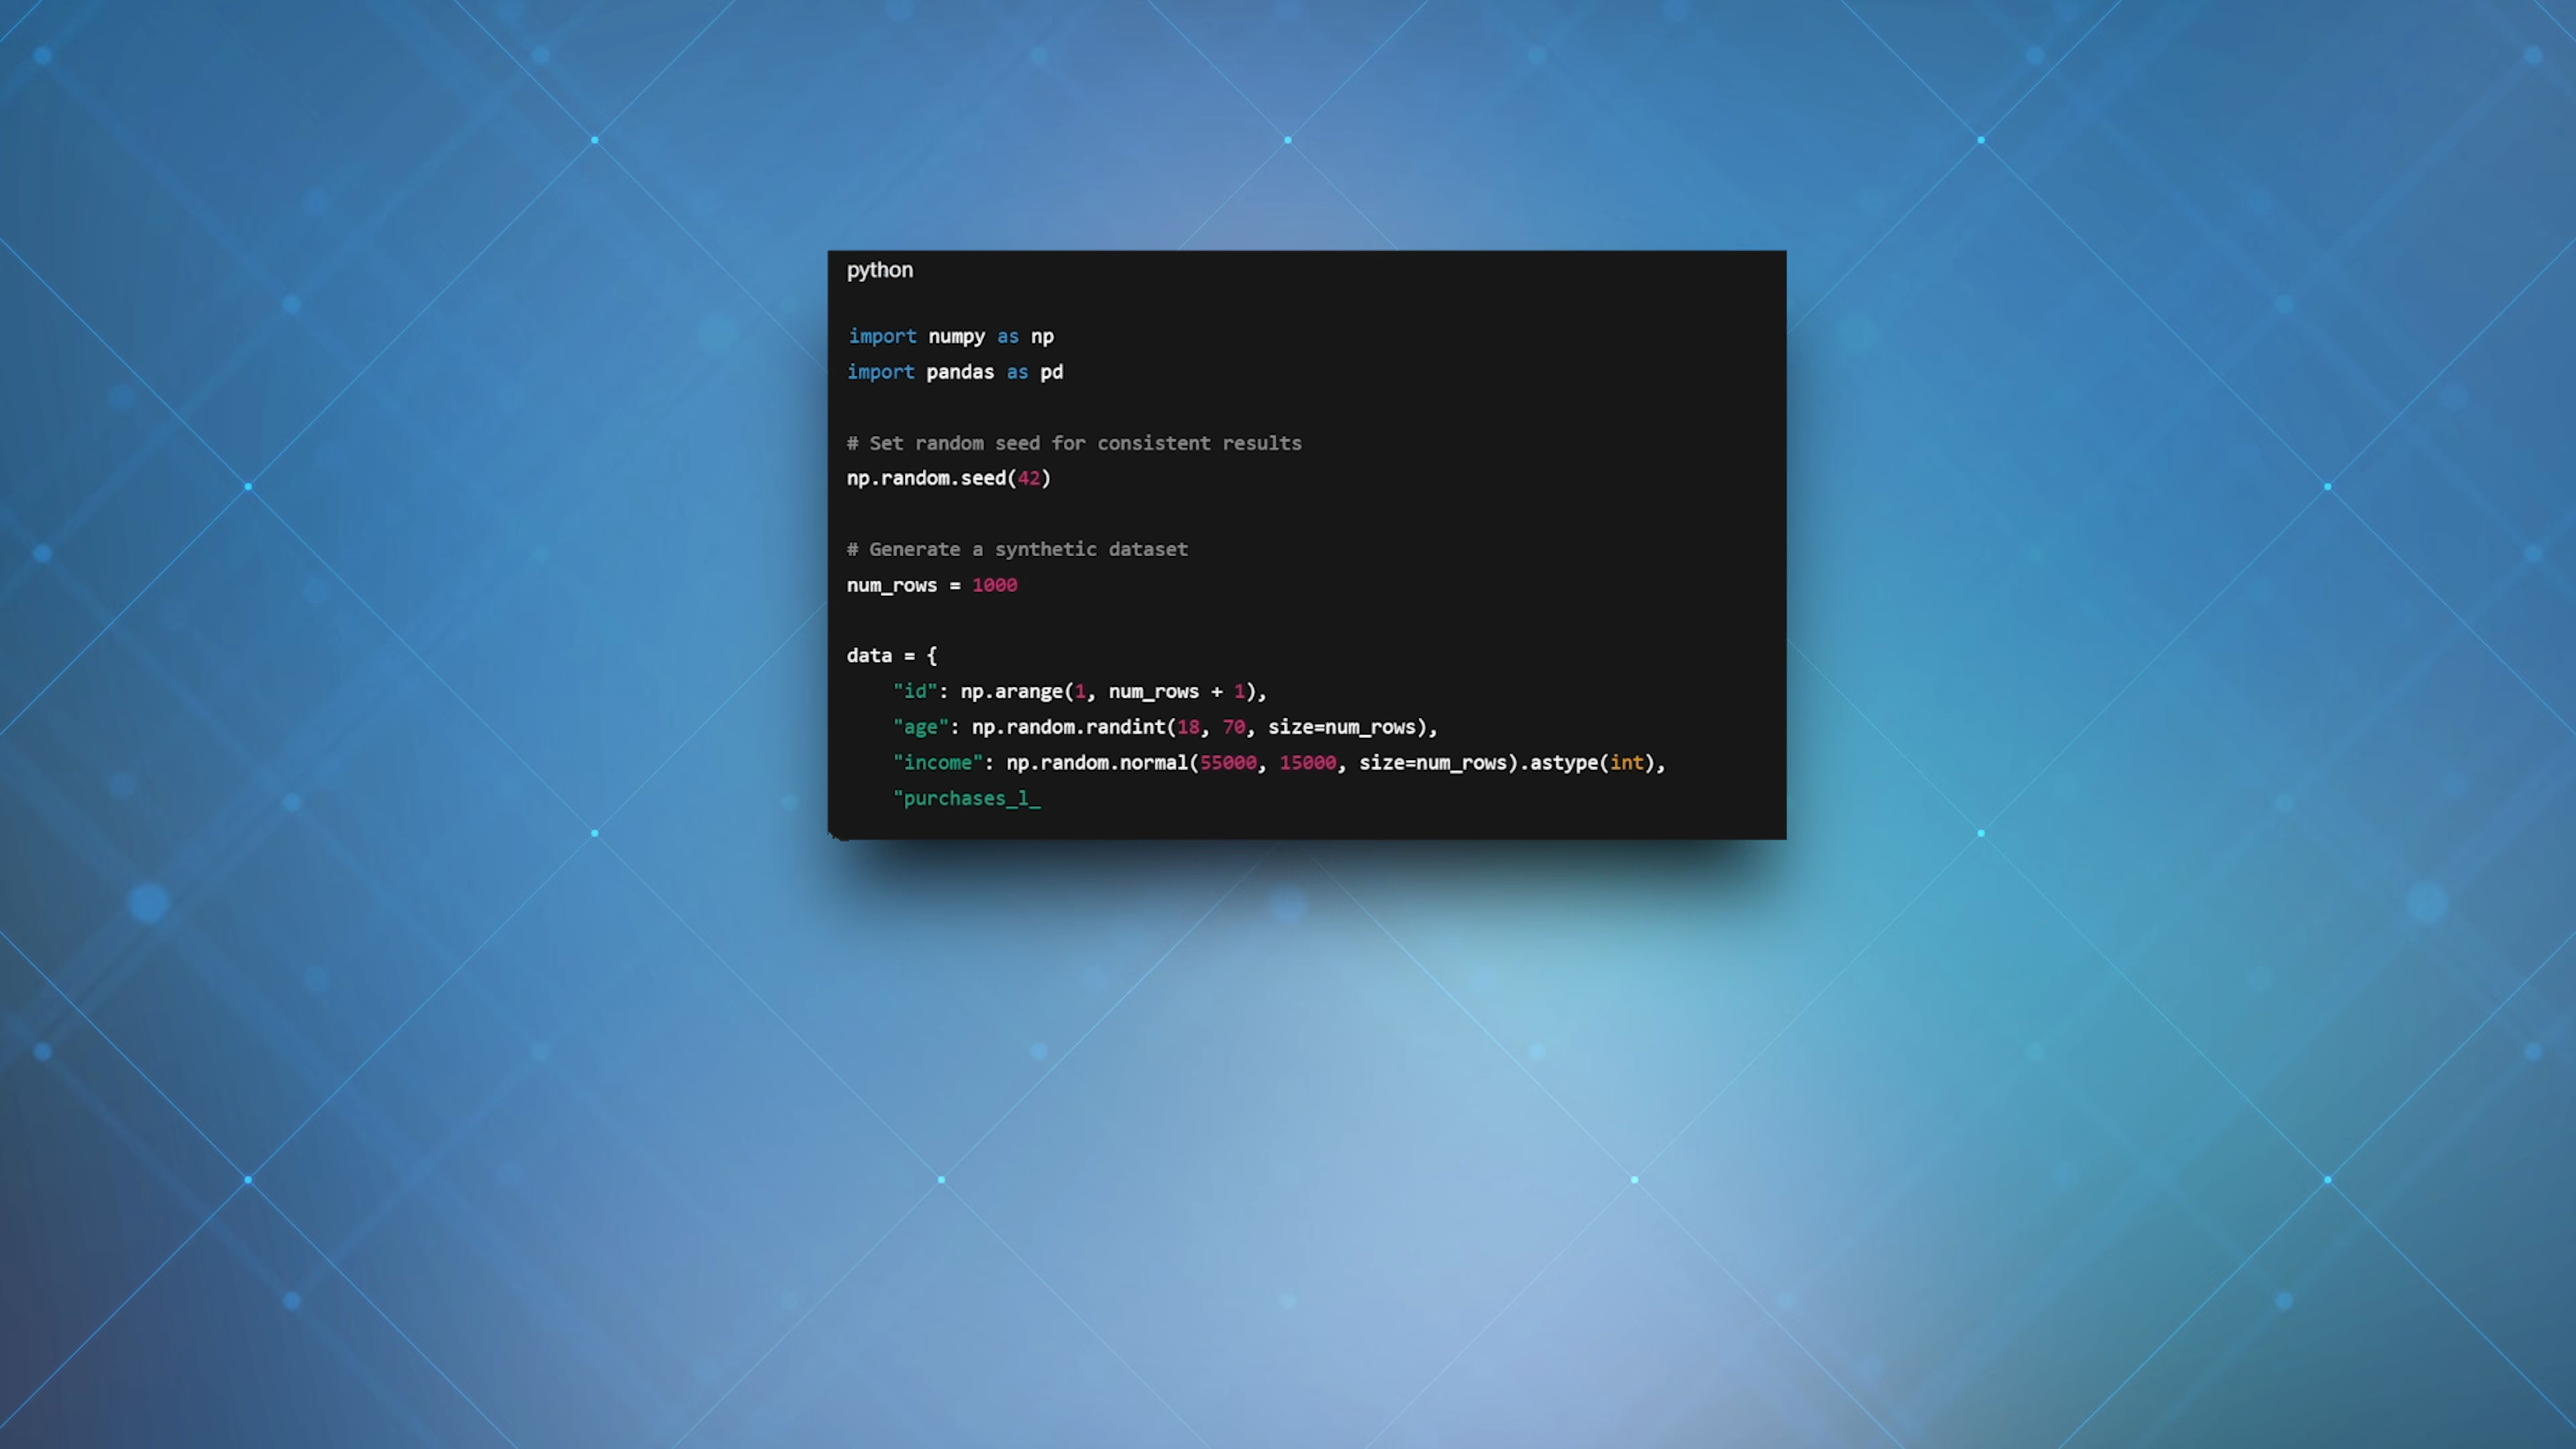 python
import numpy as np
import pandas as pd
# Set random seed for consistent results
np.random.seed(42)
# Generate a synthetic dataset
num_rows = 1000
data = {
"id": np.arange(1, num_rows + 1),
"age": np.random.randint(18, 70, size=num_rows),
"income": np.random.normal(55000, 15000, size=num_rows).astype(int),
"purchases_l_